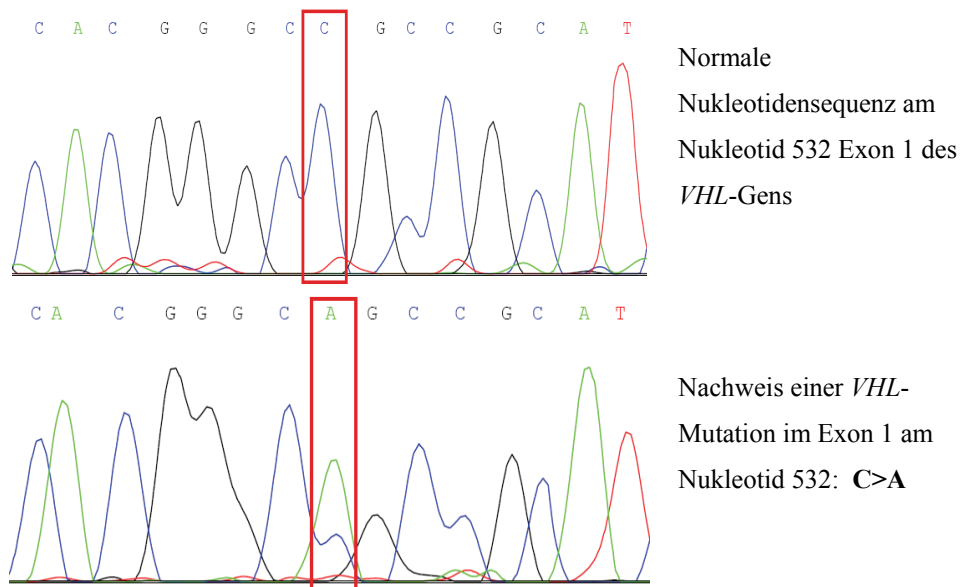 C A C G G G C C G C C G C A T
Normale
Nukleotidensequenz am
Nukleotid 532 Exon 1 des
VHL-Gens
C A C G G G C A G C C G C A T
Nachweis einer VHL-
Mutation im Exon 1 am
Nukleotid 532: C>A